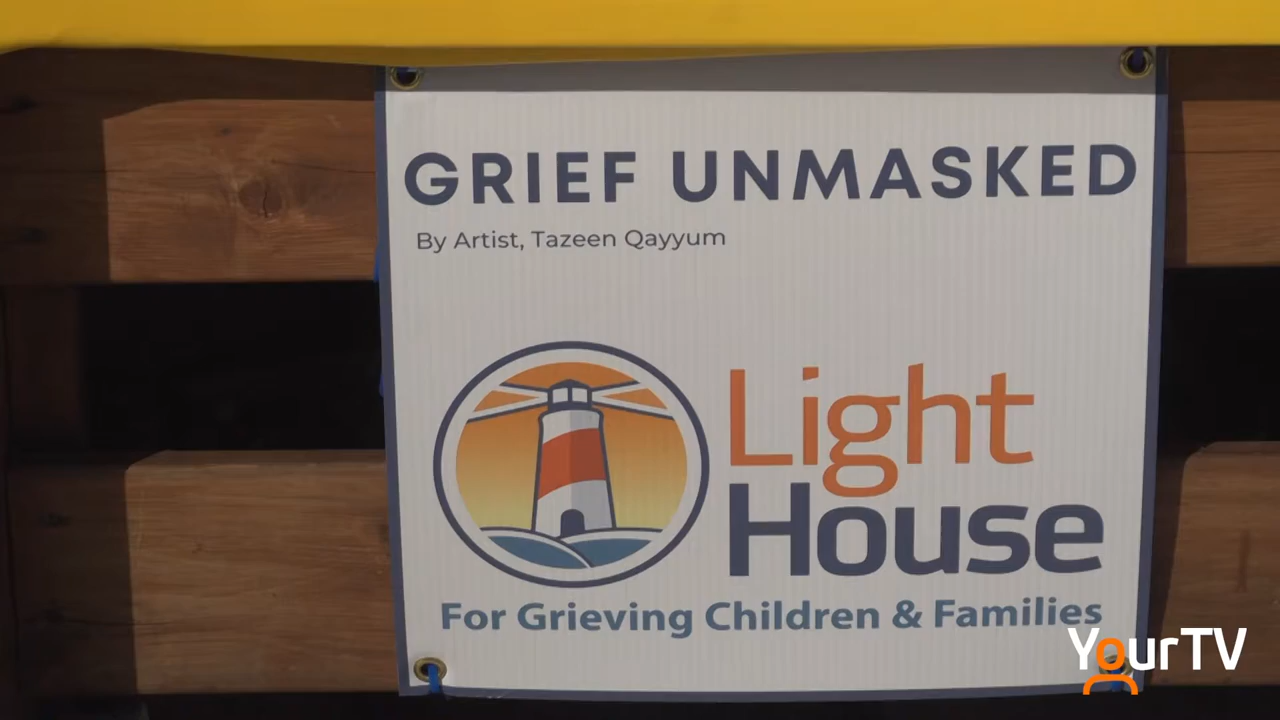 GRIEF UNMASKED
By Artist, Tazeen Qayyum
Light
House
For Grieving Children & Families
YourTV